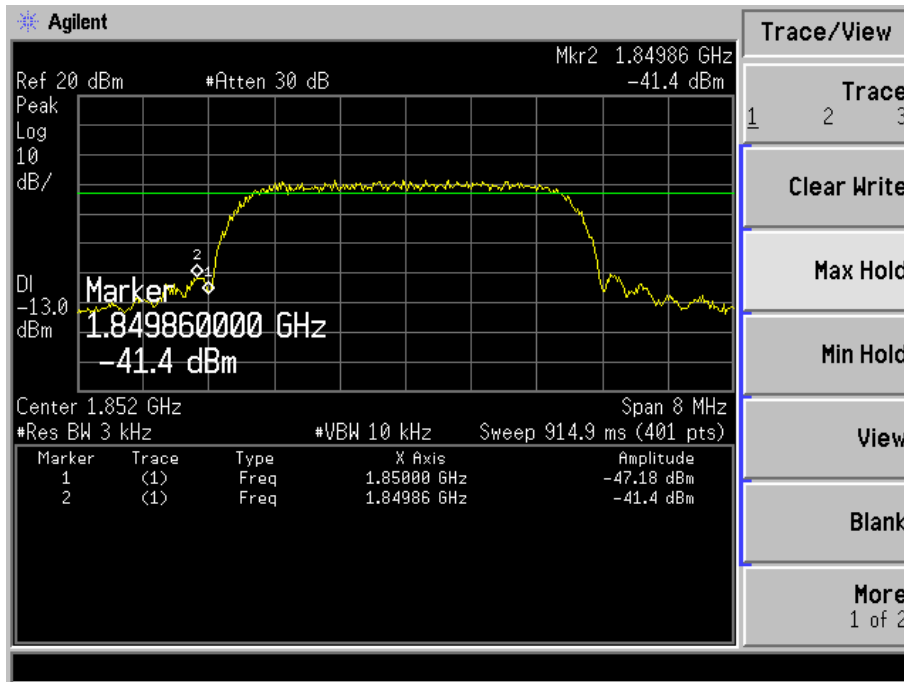 Agilent
Trace/View
Mkr2 1.84986 GHz
Ref 20 dBm #Atten 30 dB -41.4 dBm
Peak
Log
10
dB/
DI
-13.0
dBm
2
1
Marker
1.849860000 GHz
-41.4 dBm
Center 1.852 GHz Span 8 MHz
#Res BW 3 kHz #VBW 10 kHz Sweep 914.9 ms (401 pts)
Marker Trace Type X Axis Amplitude
1 (1) Freq 1.85000 GHz -47.18 dBm
2 (1) Freq 1.84986 GHz -41.4 dBm
Trace
1 2 3
Clear Write
Max Hold
Min Hold
View
Blank
More
1 of 2